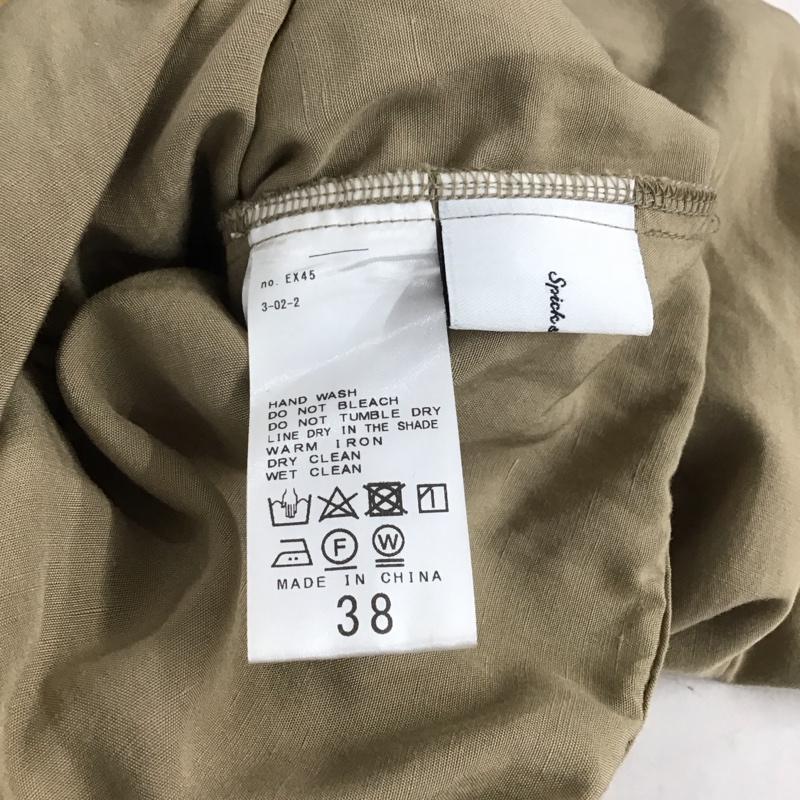 no. EX45
3-02-2
HAND WASH
DO NOT BLEACH
DO NOT TUMBLE DRY
LINE DRY IN THE SHADE
WARM IRON
DRY CLEAN
WET CLEAN
F W
MADE IN CHINA
38
Spick